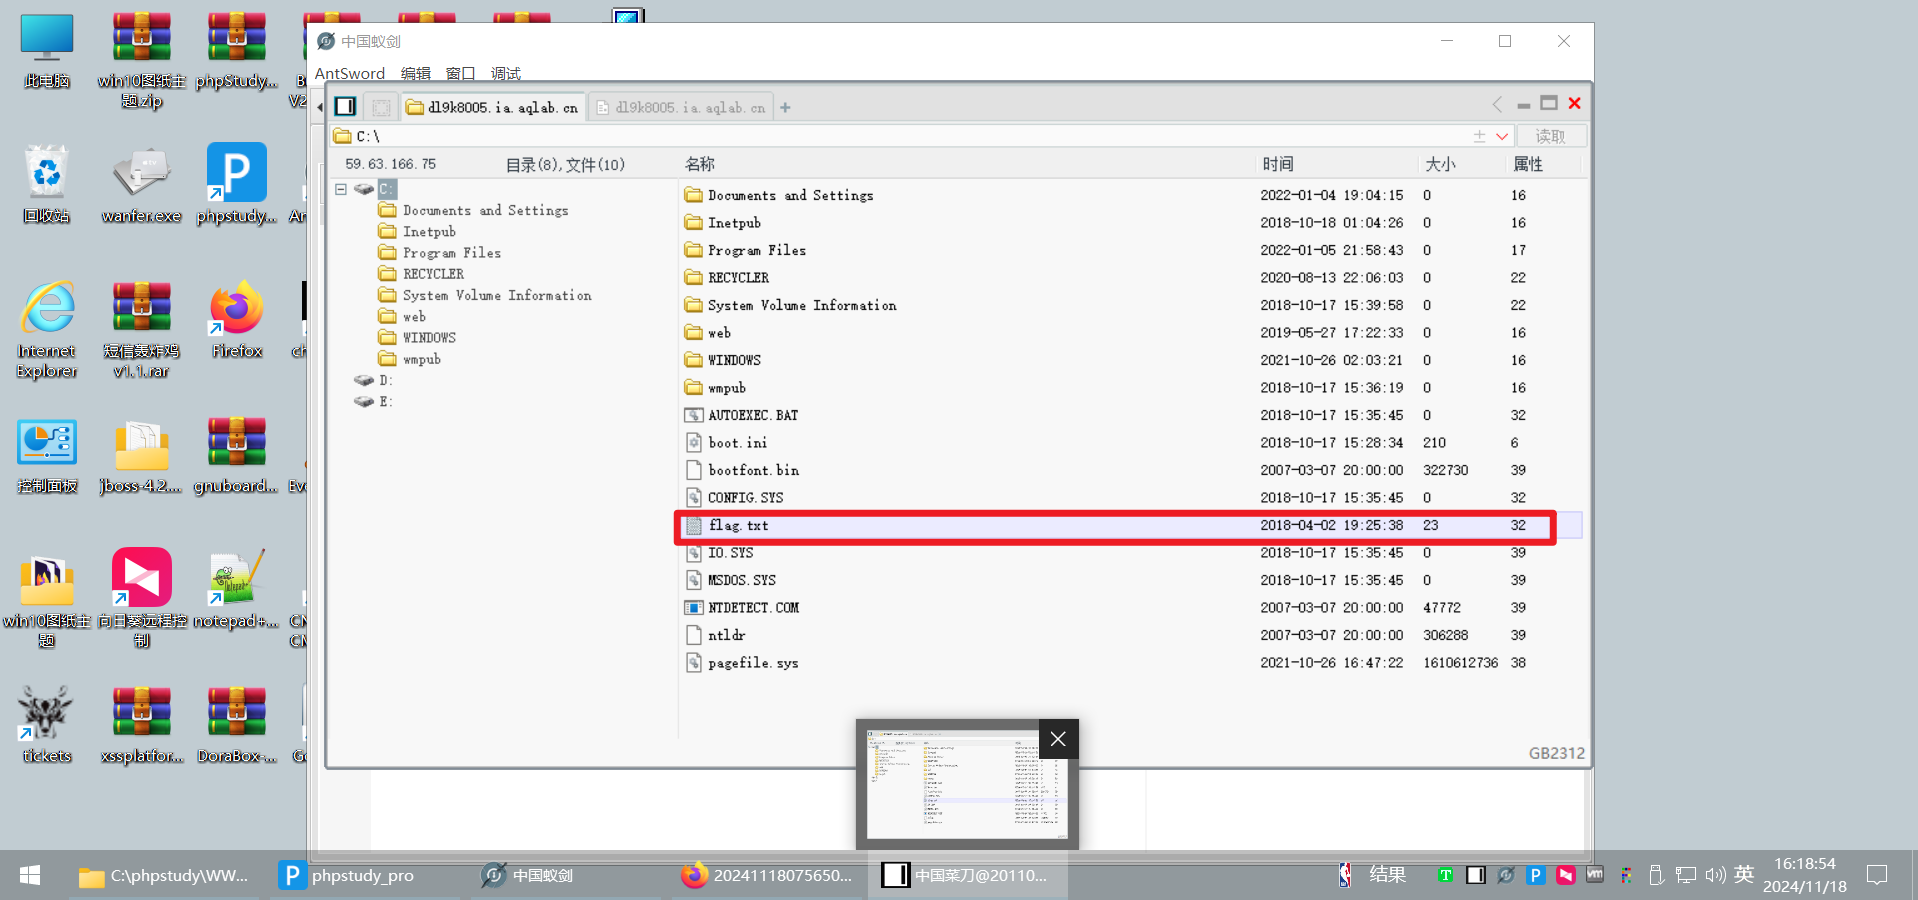 此电脑
win10图纸主
题.zip
phpStudy...
回收站
wanfer.exe
phpstudy...
Internet
Explorer
短信轰炸鸡
v1.1.rar
Firefox
控制面板
jboss-4.2....
gnuboard...
win10图纸主
题
向日葵远程控
制
notepad+...
tickets
xssplatfor...
DoraBox-...
中国蚁剑
AntSword 编辑 窗口 调试
dl9k8005.ia.aqlab.cn
dl9k8005.ia.aqlab.cn
+
C:\
读取
59.63.166.75
目录(8),文件(10)
名称 时间 大小 属性
C:
Documents and Settings
Inetpub
Program Files
RECYCLER
System Volume Information
web
WINDOWS
wmpub
D:
E:
Documents and Settings 2022-01-04 19:04:15 0 16
Inetpub 2018-10-18 01:04:26 0 16
Program Files 2022-01-05 21:58:43 0 17
RECYCLER 2020-08-13 22:06:03 0 22
System Volume Information 2018-10-17 15:39:58 0 22
web 2019-05-27 17:22:33 0 16
WINDOWS 2021-10-26 02:03:21 0 16
wmpub 2018-10-17 15:36:19 0 16
AUTOEXEC.BAT 2018-10-17 15:35:45 0 32
boot.ini 2018-10-17 15:28:34 210 6
bootfont.bin 2007-03-07 20:00:00 322730 39
CONFIG.SYS 2018-10-17 15:35:45 0 32
flag.txt 2018-04-02 19:25:38 23 32
IO.SYS 2018-10-17 15:35:45 0 39
MSDOS.SYS 2018-10-17 15:35:45 0 39
NTDETECT.COM 2007-03-07 20:00:00 47772 39
ntldr 2007-03-07 20:00:00 306288 39
pagefile.sys 2021-10-26 16:47:22 1610612736 38
GB2312
C:\phpstudy\WW...
phpstudy_pro
中国蚁剑
20241118075650...
中国菜刀@20110...
结果
英
16:18:54
2024/11/18